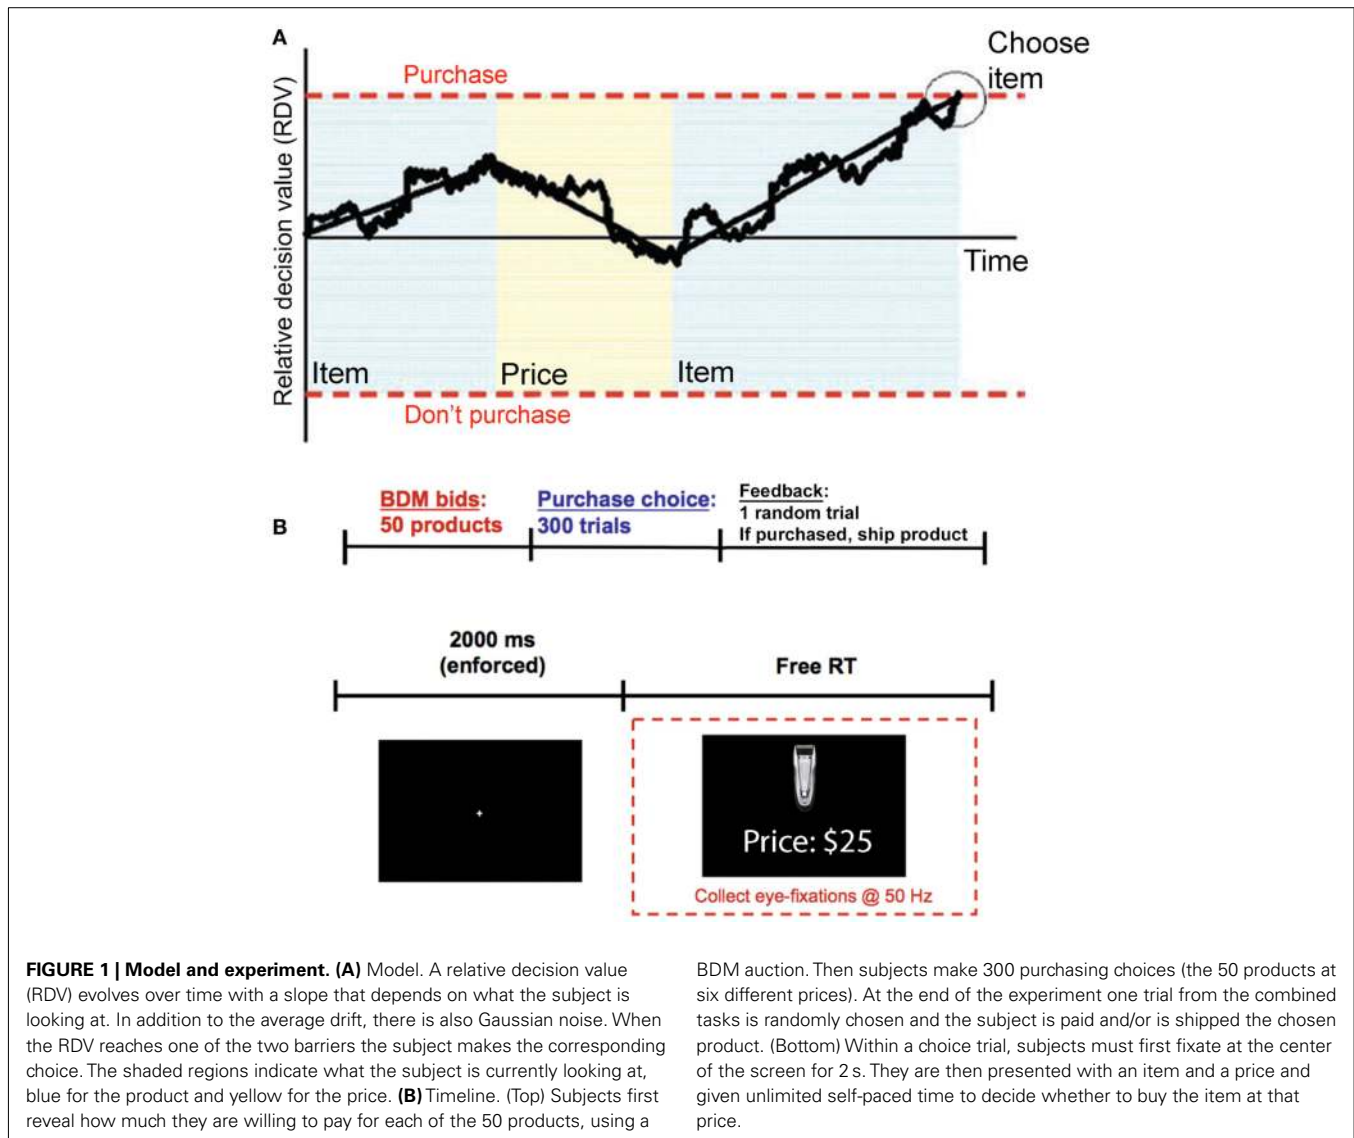 A
Choose
item
Purchase
Relative decision value (RDV)
Time
Item
Price
Item
Don't purchase
B
BDM bids:
50 products
Purchase choice:
300 trials
Feedback:
1 random trial
If purchased, ship product
2000 ms
(enforced)
Free RT
+
Price: $25
Collect eye-fixations @ 50 Hz
FIGURE 1 | Model and experiment. (A) Model. A relative decision value
(RDV) evolves over time with a slope that depends on what the subject is
looking at. In addition to the average drift, there is also Gaussian noise. When
the RDV reaches one of the two barriers the subject makes the corresponding
choice. The shaded regions indicate what the subject is currently looking at,
blue for the product and yellow for the price. (B) Timeline. (Top) Subjects first
reveal how much they are willing to pay for each of the 50 products, using a
BDM auction. Then subjects make 300 purchasing choices (the 50 products at
six different prices). At the end of the experiment one trial from the combined
tasks is randomly chosen and the subject is paid and/or is shipped the chosen
product. (Bottom) Within a choice trial, subjects must first fixate at the center
of the screen for 2 s. They are then presented with an item and a price and
given unlimited self-paced time to decide whether to buy the item at that
price.